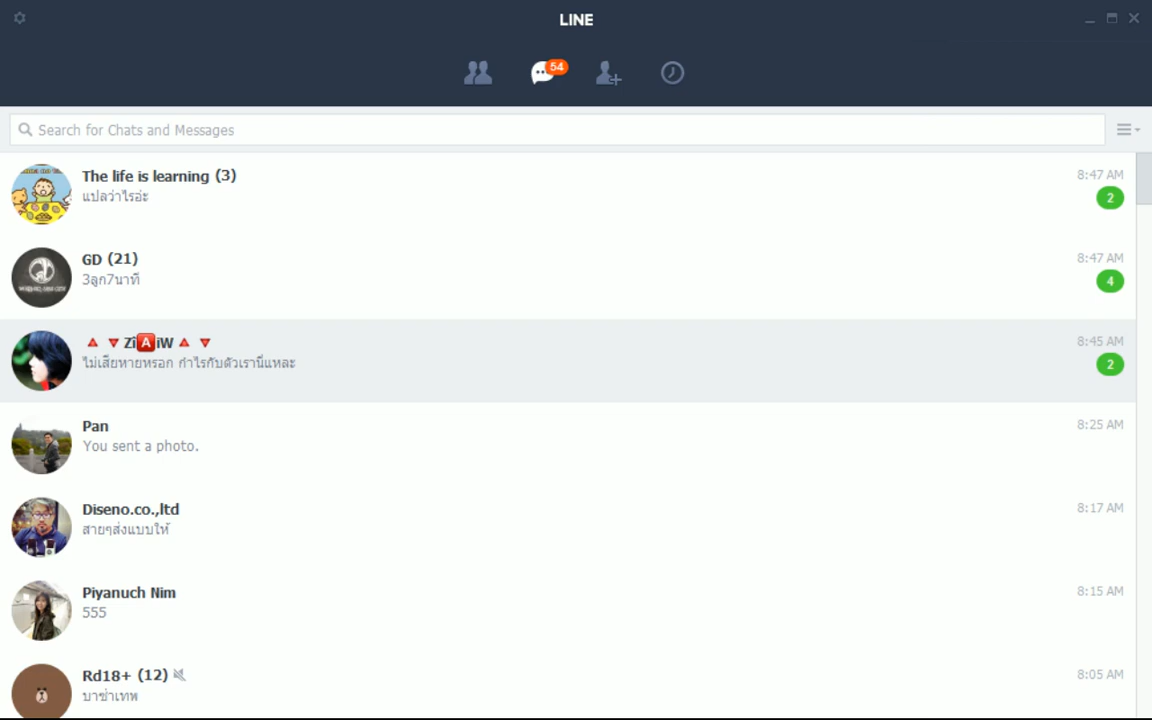 LINE
54
Search for Chats and Messages
The life is learning (3)
8:47 AM
แปลว่าไรอ่ะ
2
GD (21)
8:47 AM
3ลูก7นาที
4
🔺🔻Zi🅰iW🔺🔻
8:45 AM
ไม่เสียหายหรอก กำไรกับตัวเรานี่แหละ
2
Pan
8:25 AM
You sent a photo.
Diseno.co.,ltd
8:17 AM
สายๆส่งแบบให้
Piyanuch Nim
8:15 AM
555
Rd18+ (12)
8:05 AM
บาซ่าเทพ